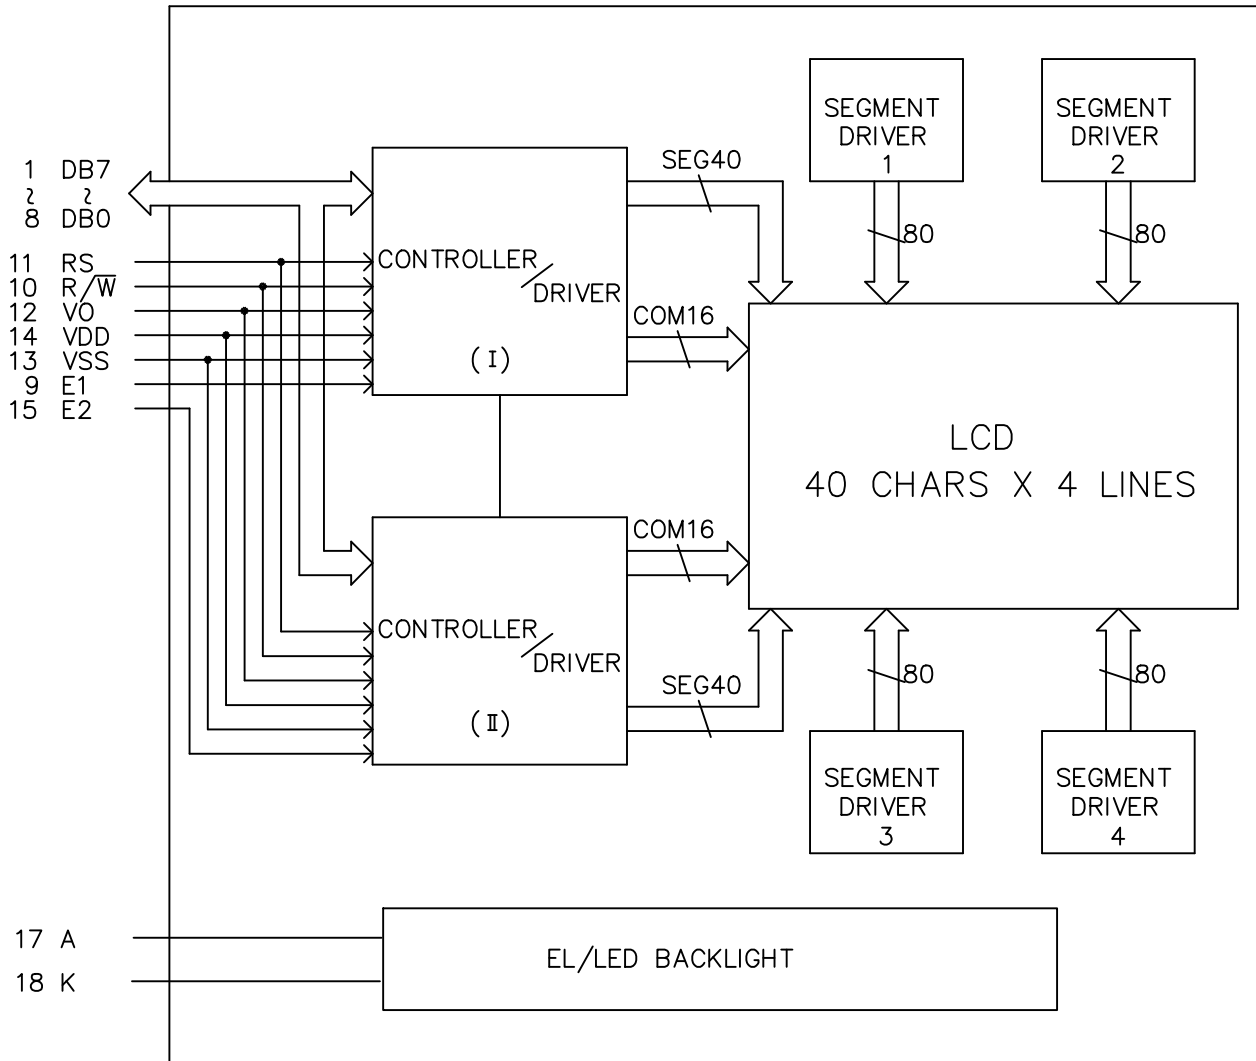 1 DB7
~ ~
8 DB0
11 RS
10 R/W̅
12 VO
14 VDD
13 VSS
9 E1
15 E2
CONTROLLER
/DRIVER
(I)
SEG40
COM16
SEGMENT
DRIVER
1
80
SEGMENT
DRIVER
2
80
LCD
40 CHARS X 4 LINES
CONTROLLER
/DRIVER
(II)
COM16
SEG40
80
SEGMENT
DRIVER
3
80
SEGMENT
DRIVER
4
17 A
18 K
EL/LED BACKLIGHT